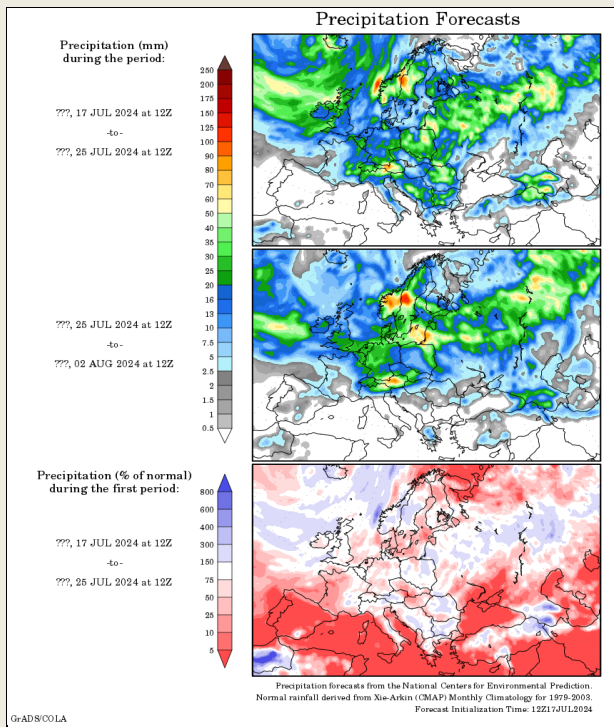 Precipitation Forecasts
Precipitation (mm)
during the period:
???, 17 JUL 2024 at 12Z
-to-
???, 25 JUL 2024 at 12Z
250
200
175
150
125
100
90
80
70
60
50
40
35
30
25
20
16
13
10
7.5
5
2.5
2
1.5
1
0.5
???, 25 JUL 2024 at 12Z
-to-
???, 02 AUG 2024 at 12Z
Precipitation (% of normal)
during the first period:
???, 17 JUL 2024 at 12Z
-to-
???, 25 JUL 2024 at 12Z
800
600
400
300
150
75
50
25
10
5
Precipitation forecasts from the National Centers for Environmental Prediction.
Normal rainfall derived from Xie-Arkin (CMAP) Monthly Climatology for 1979-2003.
Forecast Initialization Time: 12Z17JUL2024
GrADS/COLA